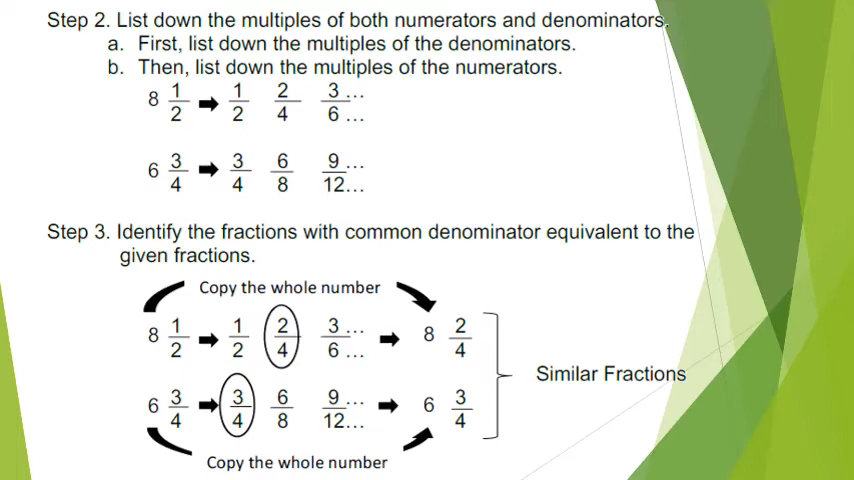 Step 2. List down the multiples of both numerators and denominators.
a. First, list down the multiples of the denominators.
b. Then, list down the multiples of the numerators.
8 1/2 ➡ 1/2 2/4 3.../6...
6 3/4 ➡ 3/4 6/8 9.../12...
Step 3. Identify the fractions with common denominator equivalent to the
given fractions.
Copy the whole number
8 1/2 ➡ 1/2 2/4 3.../6... ➡ 8 2/4
Similar Fractions
6 3/4 ➡ 3/4 6/8 9.../12... ➡ 6 3/4
Copy the whole number